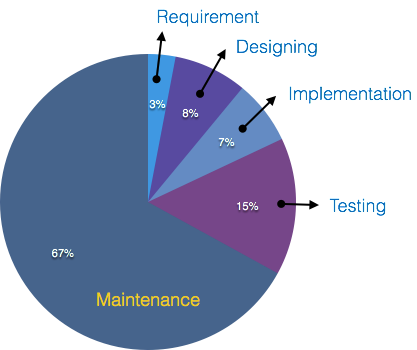 Requirement
Designing
3%
Implementation
8%
7%
15%
Testing
67%
Maintenance